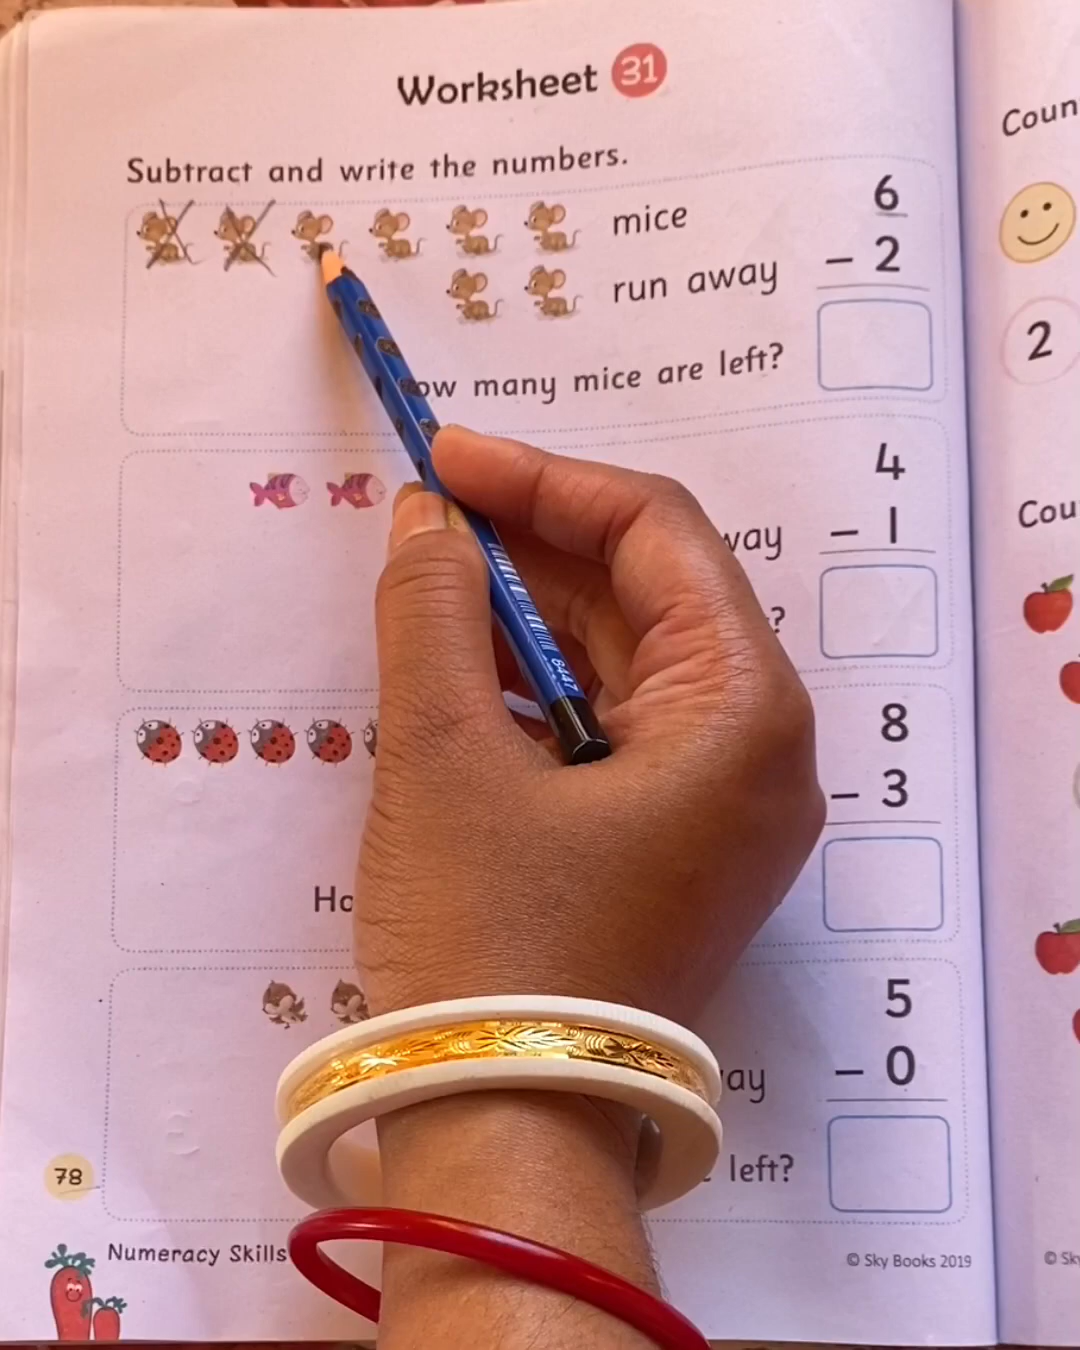 Worksheet 31
Subtract and write the numbers.
mice
6
run away
- 2
ow many mice are left?
4
way
- 1
?
8
- 3
Ho
5
ay
- 0
left?
78
Numeracy Skills
© Sky Books 2019
6447
Coun
2
Cou
© Sk